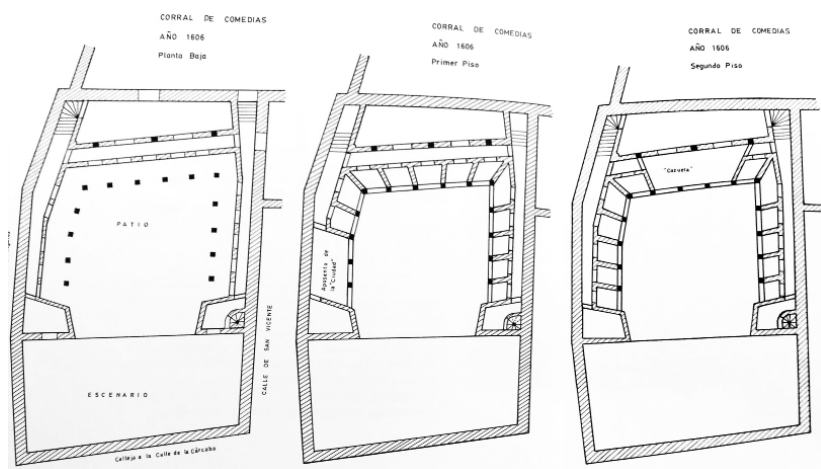 CORRAL DE COMEDIAS
AÑO 1606
Planta Baja
PATIO
ESCENARIO
CALLE DE SAN VICENTE
Calleja a la Calle de la Cárcaba
CORRAL DE COMEDIAS
AÑO 1606
Primer Piso
Aposento de
la "Ciudad"
CORRAL DE COMEDIAS
AÑO 1606
Segundo Piso
"Cazuela"